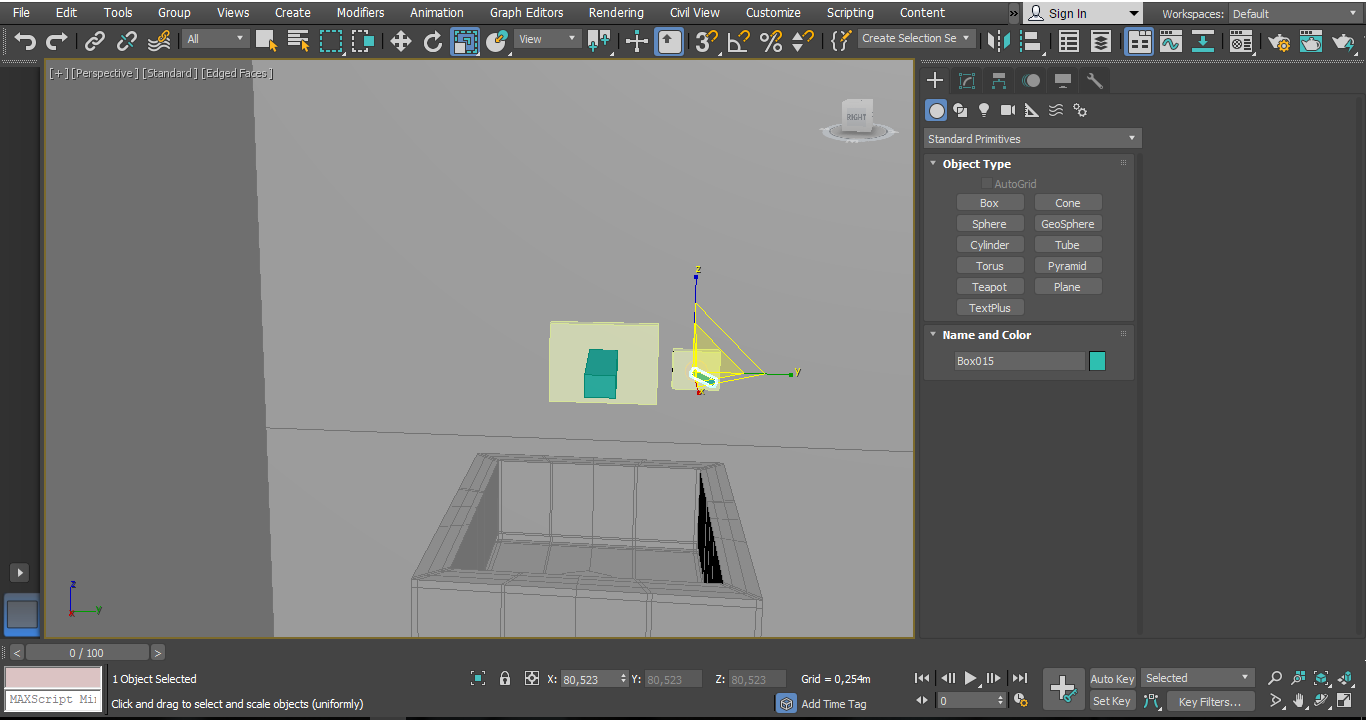 File Edit Tools Group Views Create Modifiers Animation Graph Editors Rendering Civil View Customize Scripting Content » Sign In Workspaces: Default
All View 3 % Create Selection Se
[+] [Perspective] [Standard] [Edged Faces]
RIGHT
Standard Primitives
Object Type
AutoGrid
Box Cone
Sphere GeoSphere
Cylinder Tube
Torus Pyramid
Teapot Plane
TextPlus
Name and Color
Box015
z
y
x
z
y
x
< 0 / 100 >
1 Object Selected X: 80,523 Y: 80,523 Z: 80,523 Grid = 0,254m Auto Key Selected
MAXScript Mi
Click and drag to select and scale objects (uniformly) Add Time Tag 0 Set Key Key Filters...